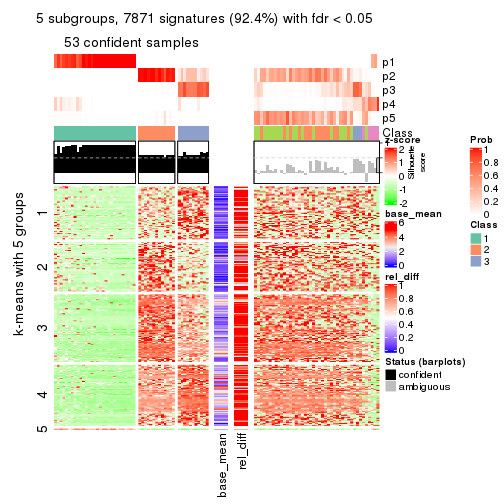 5 subgroups, 7871 signatures (92.4%) with fdr < 0.05
53 confident samples
p1
p2
p3
p4
p5
Class
k-means with 5 groups
1
2
3
4
5
base_mean
rel_diff
Silhouette
score
z-score
2
1
0
-1
-2
base_mean
6
4
2
0
rel_diff
1
0.8
0.6
0.4
0.2
0
Status (barplots)
confident
ambiguous
Prob
1
0.8
0.6
0.4
0.2
0
Class
1
2
3